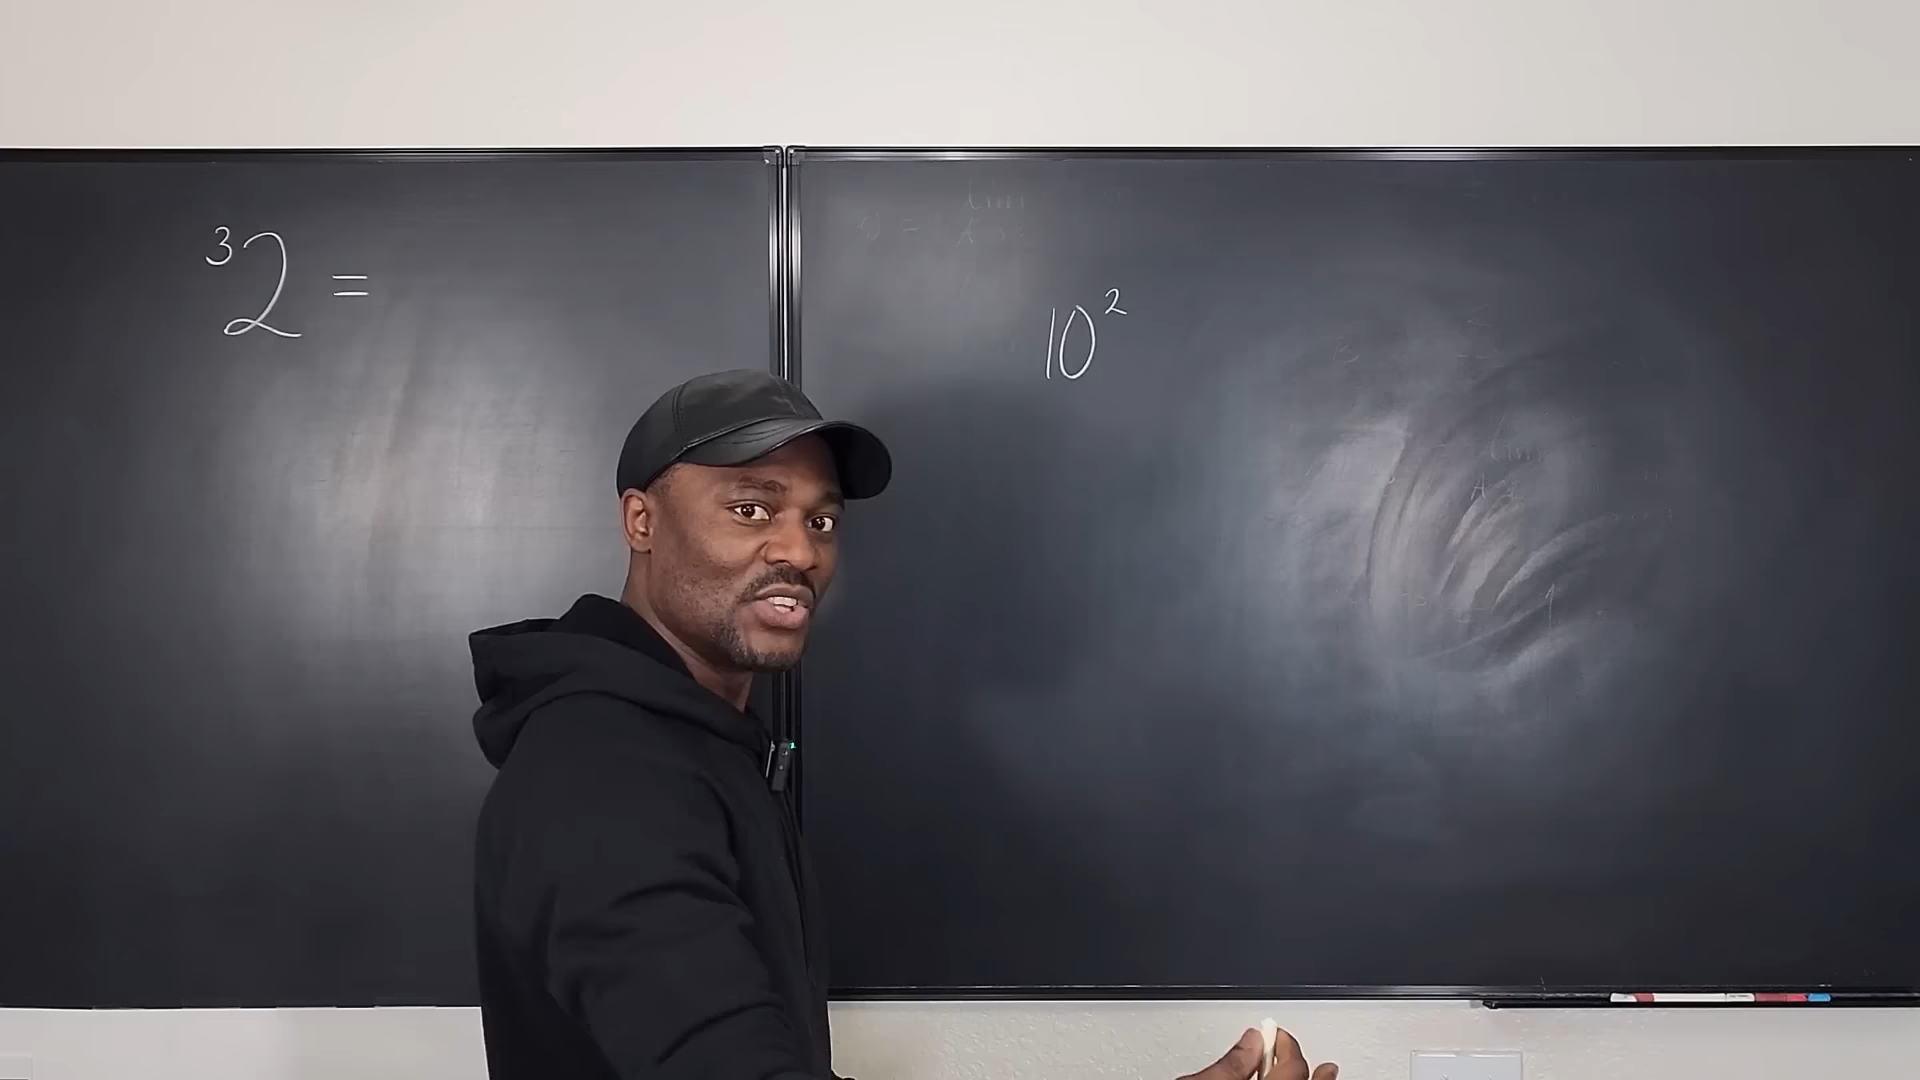 ³2 =
10²